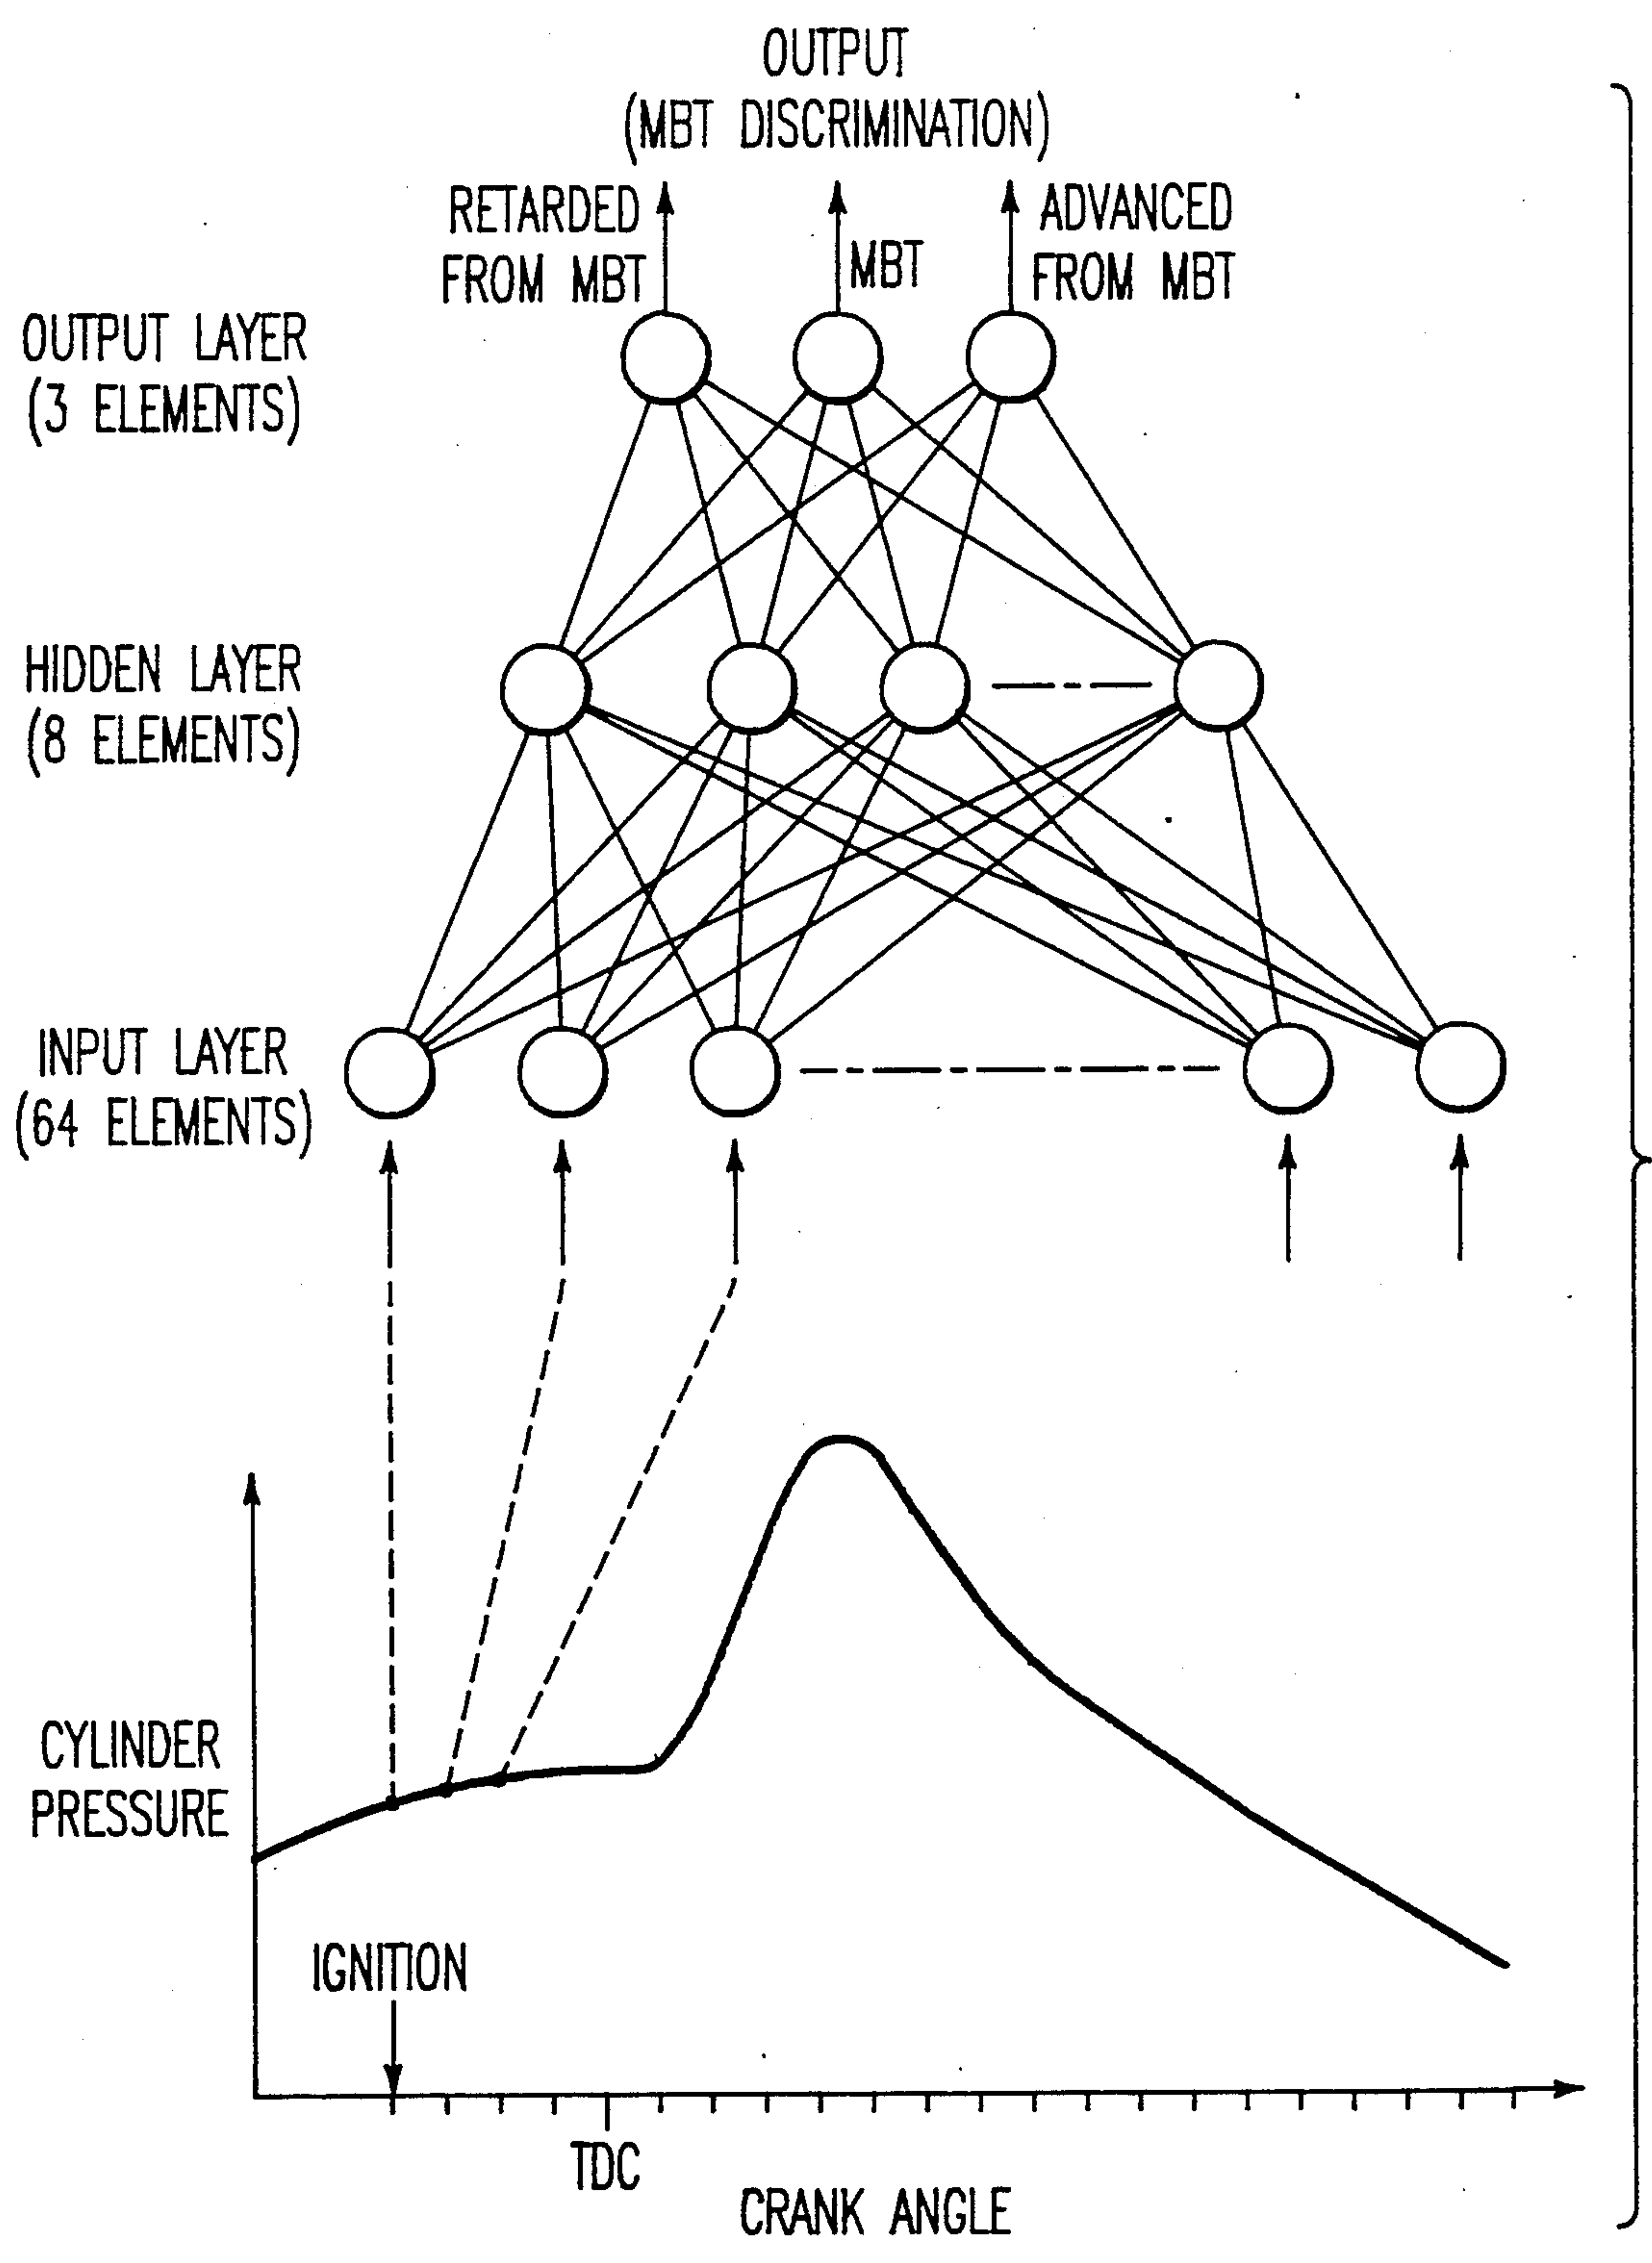 OUTPUT
(MBT DISCRIMINATION)
RETARDED
FROM MBT
MBT
ADVANCED
FROM MBT
OUTPUT LAYER
(3 ELEMENTS)
HIDDEN LAYER
(8 ELEMENTS)
INPUT LAYER
(64 ELEMENTS)
CYLINDER
PRESSURE
IGNITION
TDC
CRANK ANGLE